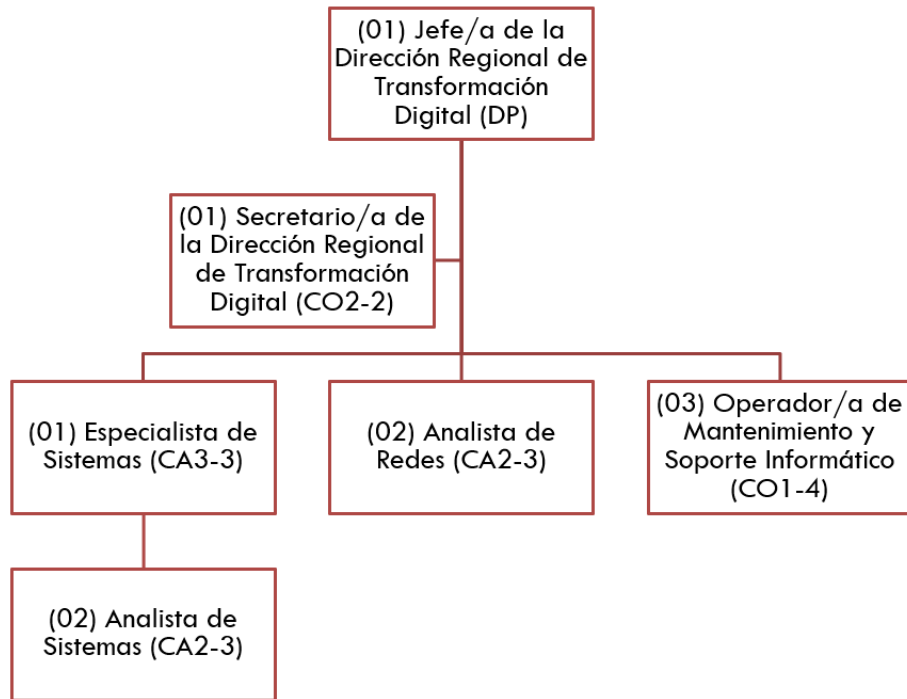 (01) Jefe/a de la
Dirección Regional de
Transformación
Digital (DP)
(01) Secretario/a de
la Dirección Regional
de Transformación
Digital (CO2-2)
(01) Especialista de
Sistemas (CA3-3)
(02) Analista de
Redes (CA2-3)
(03) Operador/a de
Mantenimiento y
Soporte Informático
(CO1-4)
(02) Analista de
Sistemas (CA2-3)